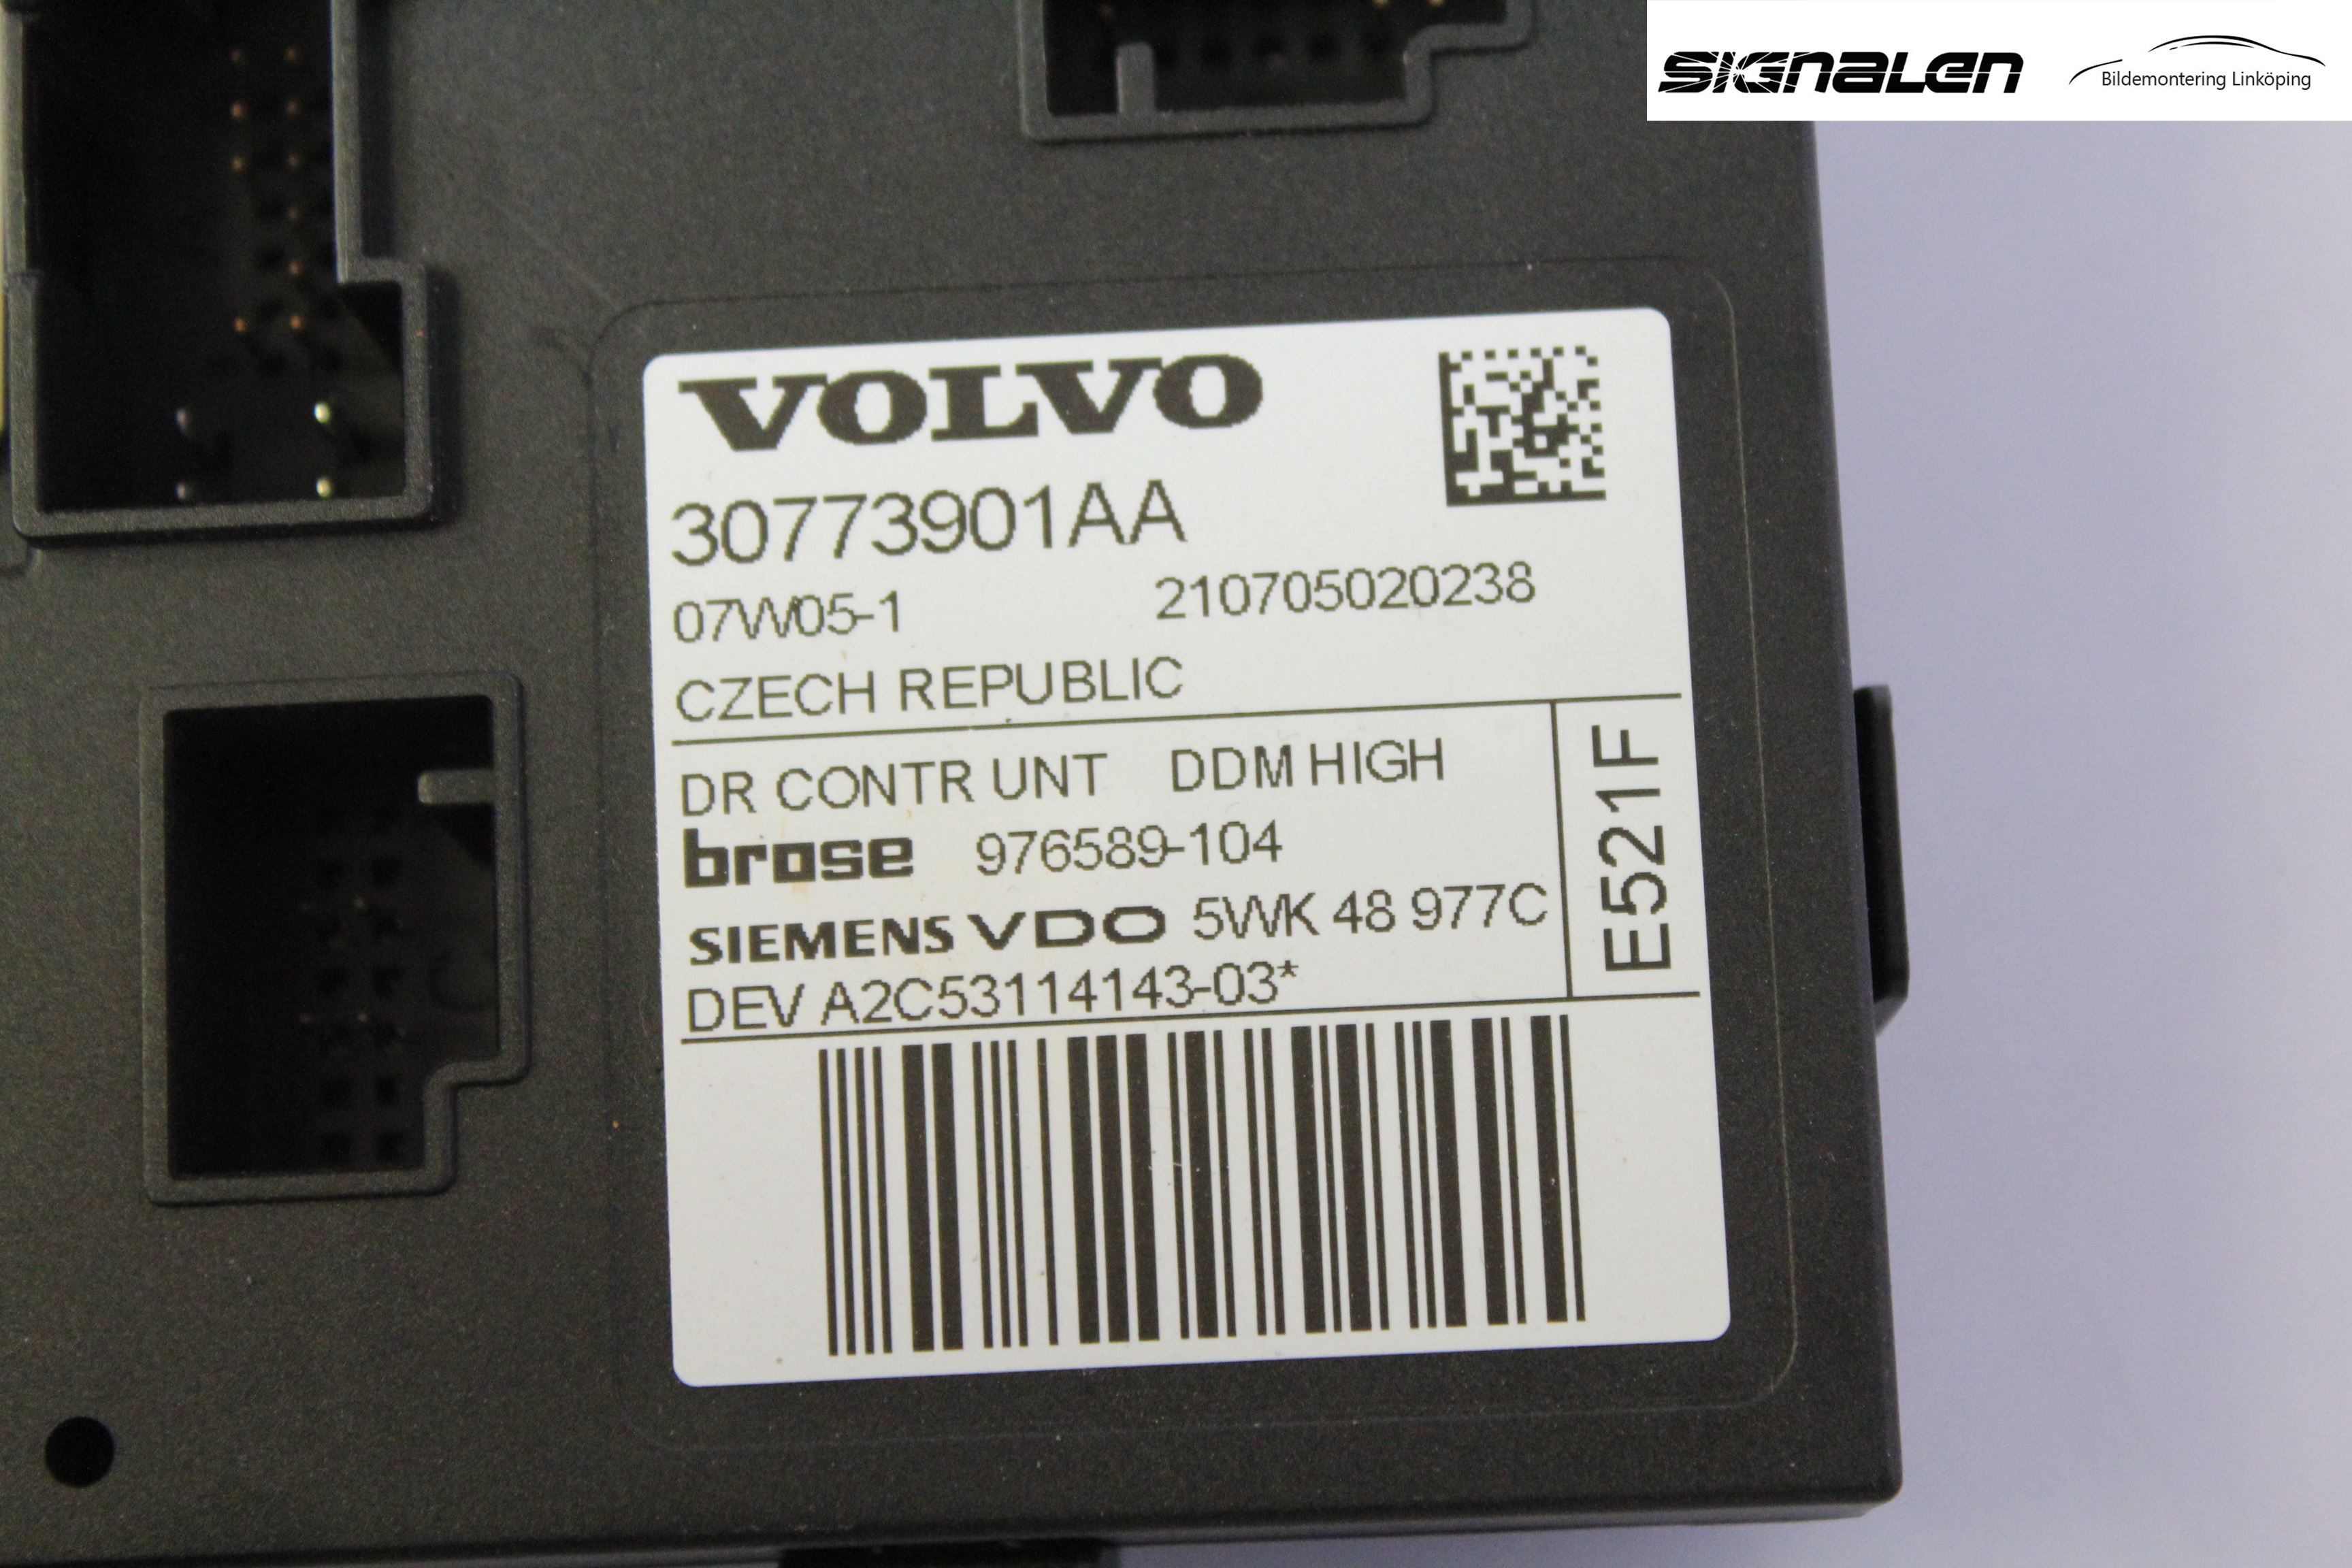 SIGNALEN
Bildemontering Linköping
VOLVO
30773901AA
07W05-1 210705020238
CZECH REPUBLIC
DR CONTR UNT DDM HIGH
brose 976589-104
SIEMENS VDO 5WK 48 977C
DEV A2C53114143-03*
E521F